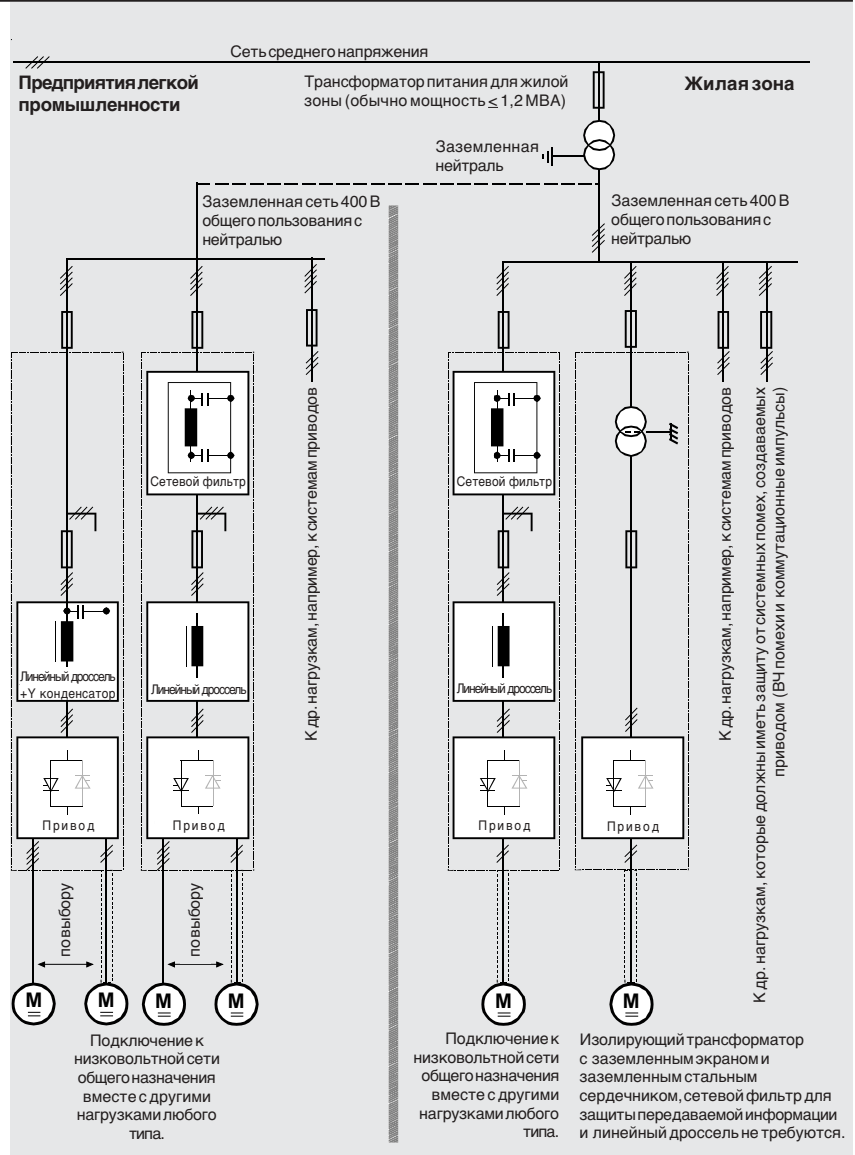 Сеть среднего напряжения
Предприятия легкой
промышленности
Трансформатор питания для жилой
зоны (обычно мощность ≤ 1,2 МВА)
Жилая зона
Заземленная
нейтраль
Заземленная сеть 400 В
общего пользования с
нейтралью
Заземленная сеть 400 В
общего пользования с
нейтралью
Сетевой фильтр
Сетевой фильтр
К др. нагрузкам, например, к системам приводов
К др. нагрузкам, например, к системам приводов
К др. нагрузкам, которые должны иметь защиту от системных помех, создаваемых
приводом (ВЧ помехи и коммутационные импульсы)
Линейный дроссель
+Y конденсатор
Линейный дроссель
Линейный дроссель
Привод
Привод
Привод
Привод
по выбору
по выбору
M
M
M
M
M
M
Подключение к
низковольтной сети
общего назначения
вместе с другими
нагрузками любого
типа.
Подключение к
низковольтной сети
общего назначения
вместе с другими
нагрузками любого
типа.
Изолирующий трансформатор
с заземленным экраном и
заземленным стальным
сердечником, сетевой фильтр для
защиты передаваемой информации
и линейный дроссель не требуются.